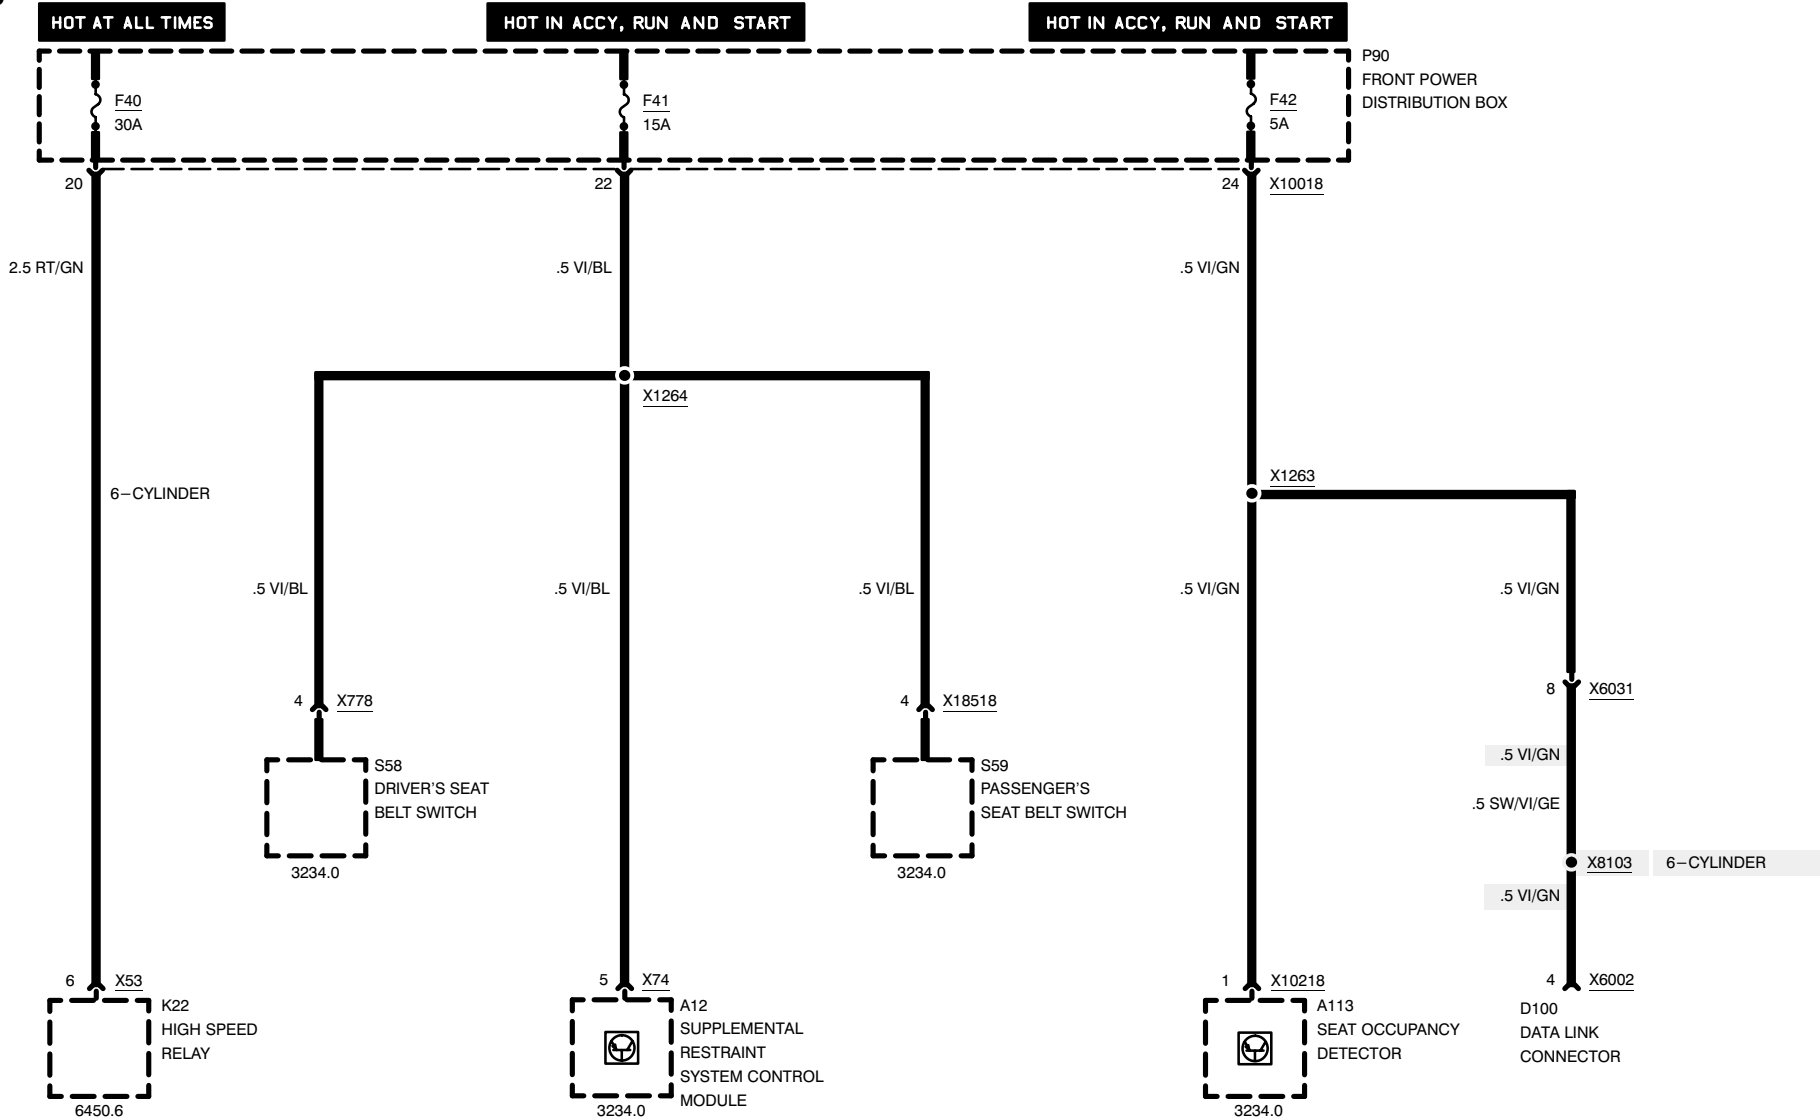 HOT AT ALL TIMES
HOT IN ACCY, RUN AND START
HOT IN ACCY, RUN AND START
P90
FRONT POWER
DISTRIBUTION BOX
F40
30A
F41
15A
F42
5A
20
22
24
X10018
2.5 RT/GN
.5 VI/BL
.5 VI/GN
X1264
X1263
6-CYLINDER
.5 VI/BL
.5 VI/BL
.5 VI/BL
.5 VI/GN
.5 VI/GN
4
X778
4
X18518
8
X6031
.5 VI/GN
.5 SW/VI/GE
S58
DRIVER'S SEAT
BELT SWITCH
3234.0
S59
PASSENGER'S
SEAT BELT SWITCH
3234.0
X8103
6-CYLINDER
.5 VI/GN
6
X53
5
X74
1
X10218
4
X6002
K22
HIGH SPEED
RELAY
6450.6
A12
SUPPLEMENTAL
RESTRAINT
SYSTEM CONTROL
MODULE
3234.0
A113
SEAT OCCUPANCY
DETECTOR
3234.0
D100
DATA LINK
CONNECTOR